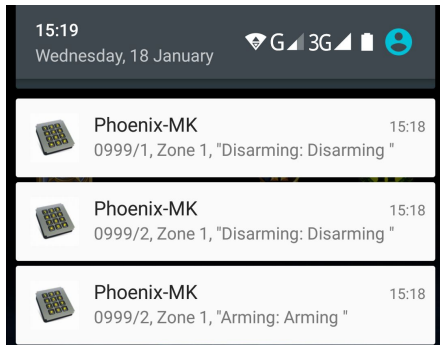 15:19
Wednesday, 18 January
G 3G
Phoenix-MK 15:18
0999/1, Zone 1, "Disarming: Disarming "
Phoenix-MK 15:18
0999/2, Zone 1, "Disarming: Disarming "
Phoenix-MK 15:18
0999/2, Zone 1, "Arming: Arming "